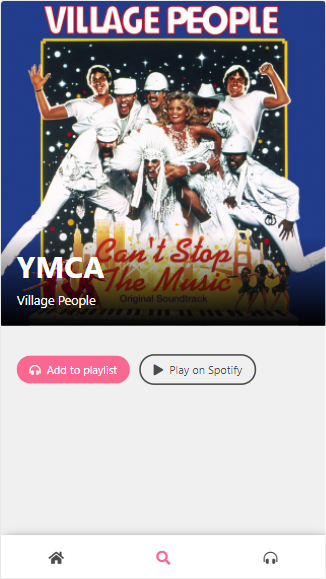 VILLAGE PEOPLE
Can't Stop
The Music
Original Soundtrack
YMCA
Village People
Add to playlist
Play on Spotify